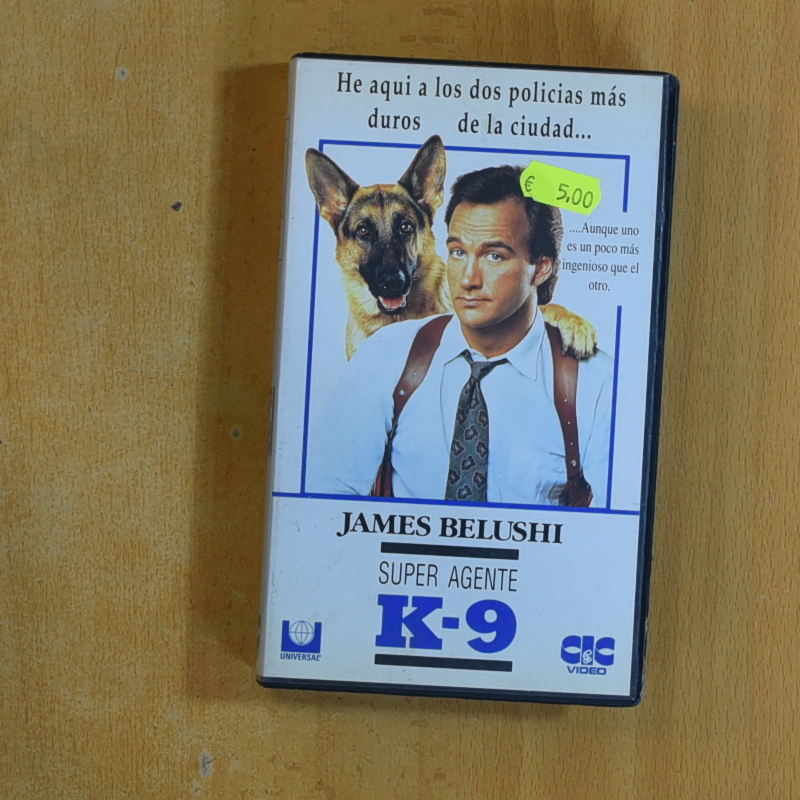 He aqui a los dos policias más
duros de la ciudad...
€ 5,00
....Aunque uno
es un poco más
ingenioso que el
otro.
JAMES BELUSHI
SUPER AGENTE
K-9
UNIVERSAL
CIC
VIDEO